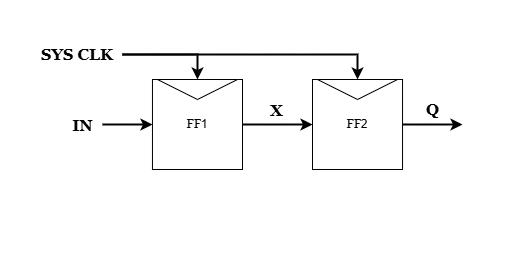 SYS CLK
IN
FF1
X
FF2
Q